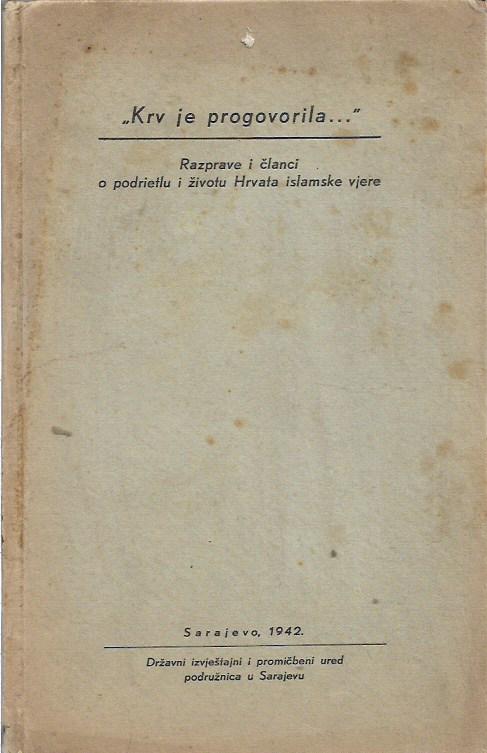 „Krv je progovorila..."
Razprave i članci
o podrietlu i životu Hrvata islamske vjere
Sarajevo, 1942.
Državni izvještajni i promičbeni ured
podružnica u Sarajevu